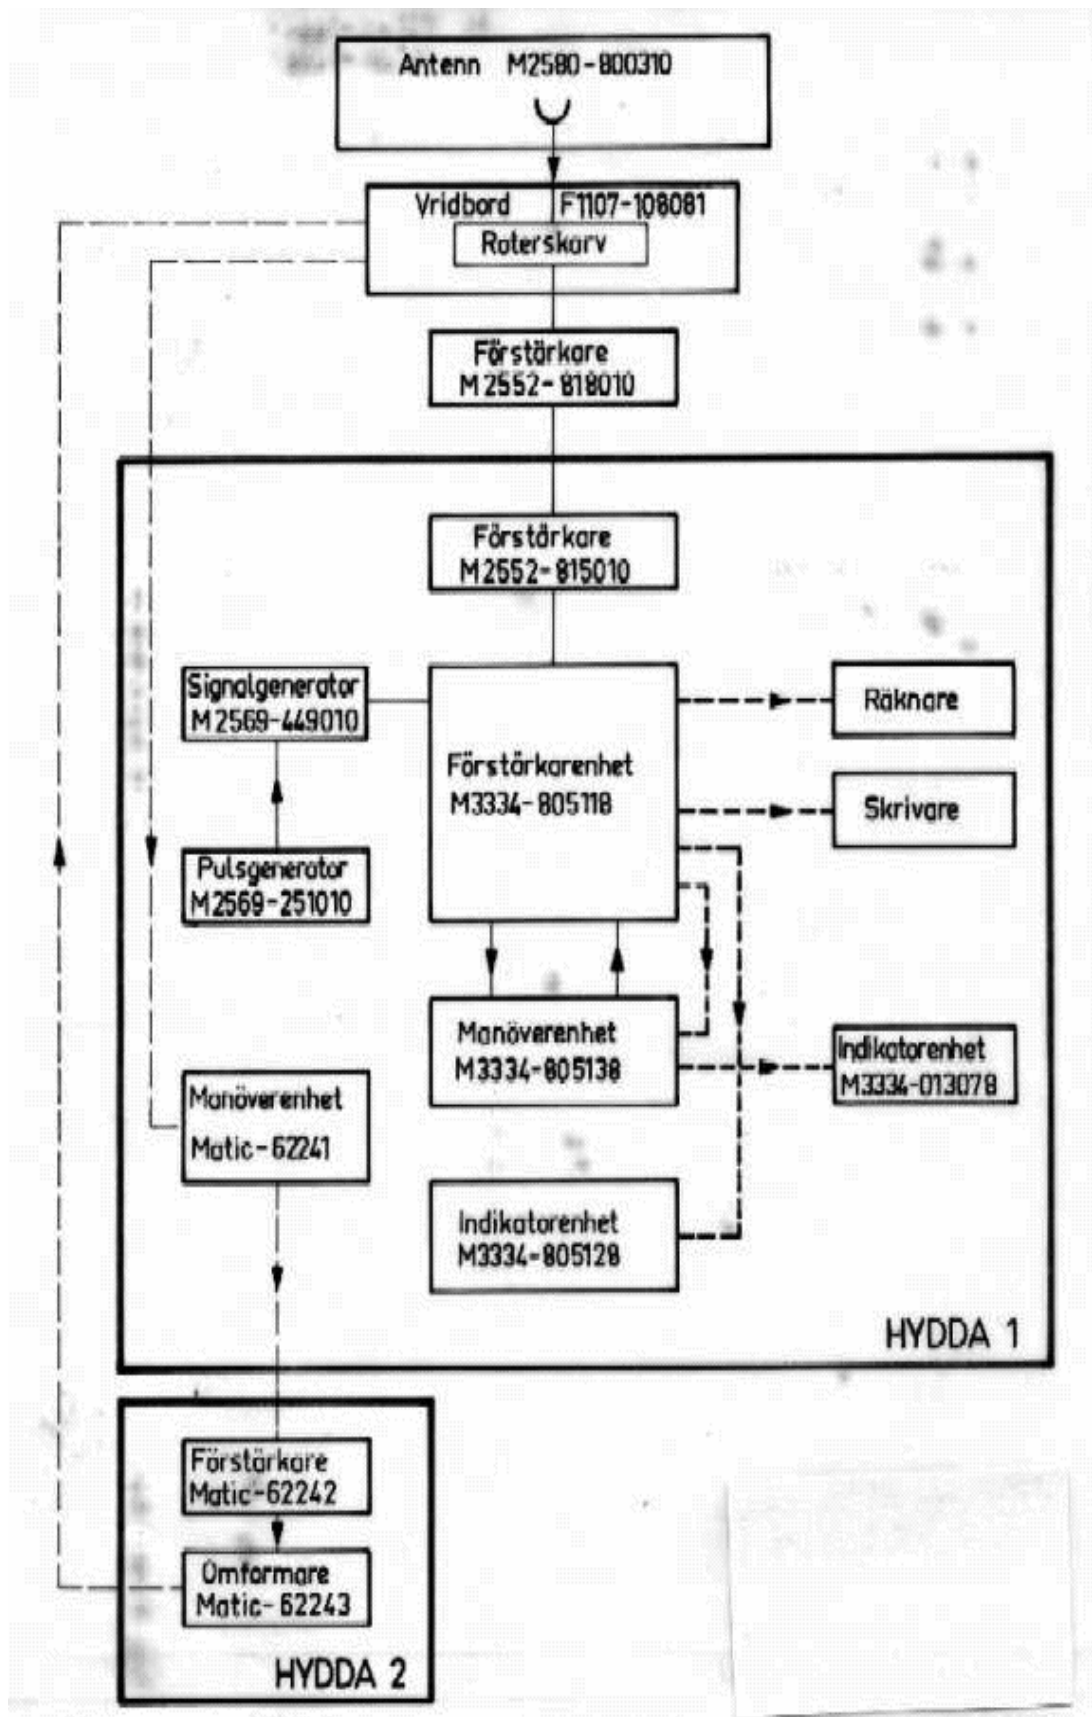 Antenn M2580-800310
Vridbord F1107-108081
Roterskarv
Förstärkare
M2552-818010
Förstärkare
M2552-815010
Signalgenerator
M2569-449010
Räknare
Förstärkarenhet
M3334-805118
Skrivare
Pulsgenerator
M2569-251010
Manöverenhet
M3334-805138
Indikatorenhet
M3334-013078
Manöverenhet
Matic-62241
Indikatorenhet
M3334-805128
HYDDA 1
Förstärkare
Matic-62242
Omformare
Matic-62243
HYDDA 2